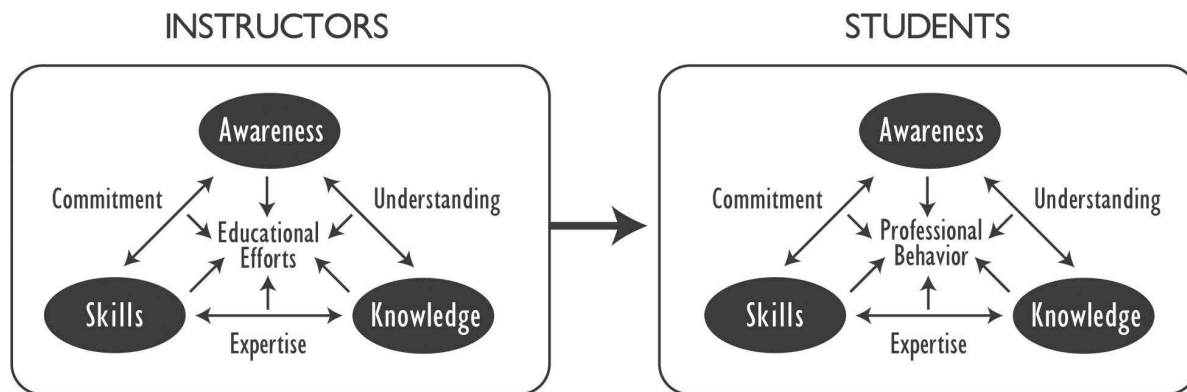 INSTRUCTORS
Awareness
Commitment
Understanding
Educational
Efforts
Skills
Knowledge
Expertise
STUDENTS
Awareness
Commitment
Understanding
Professional
Behavior
Skills
Knowledge
Expertise